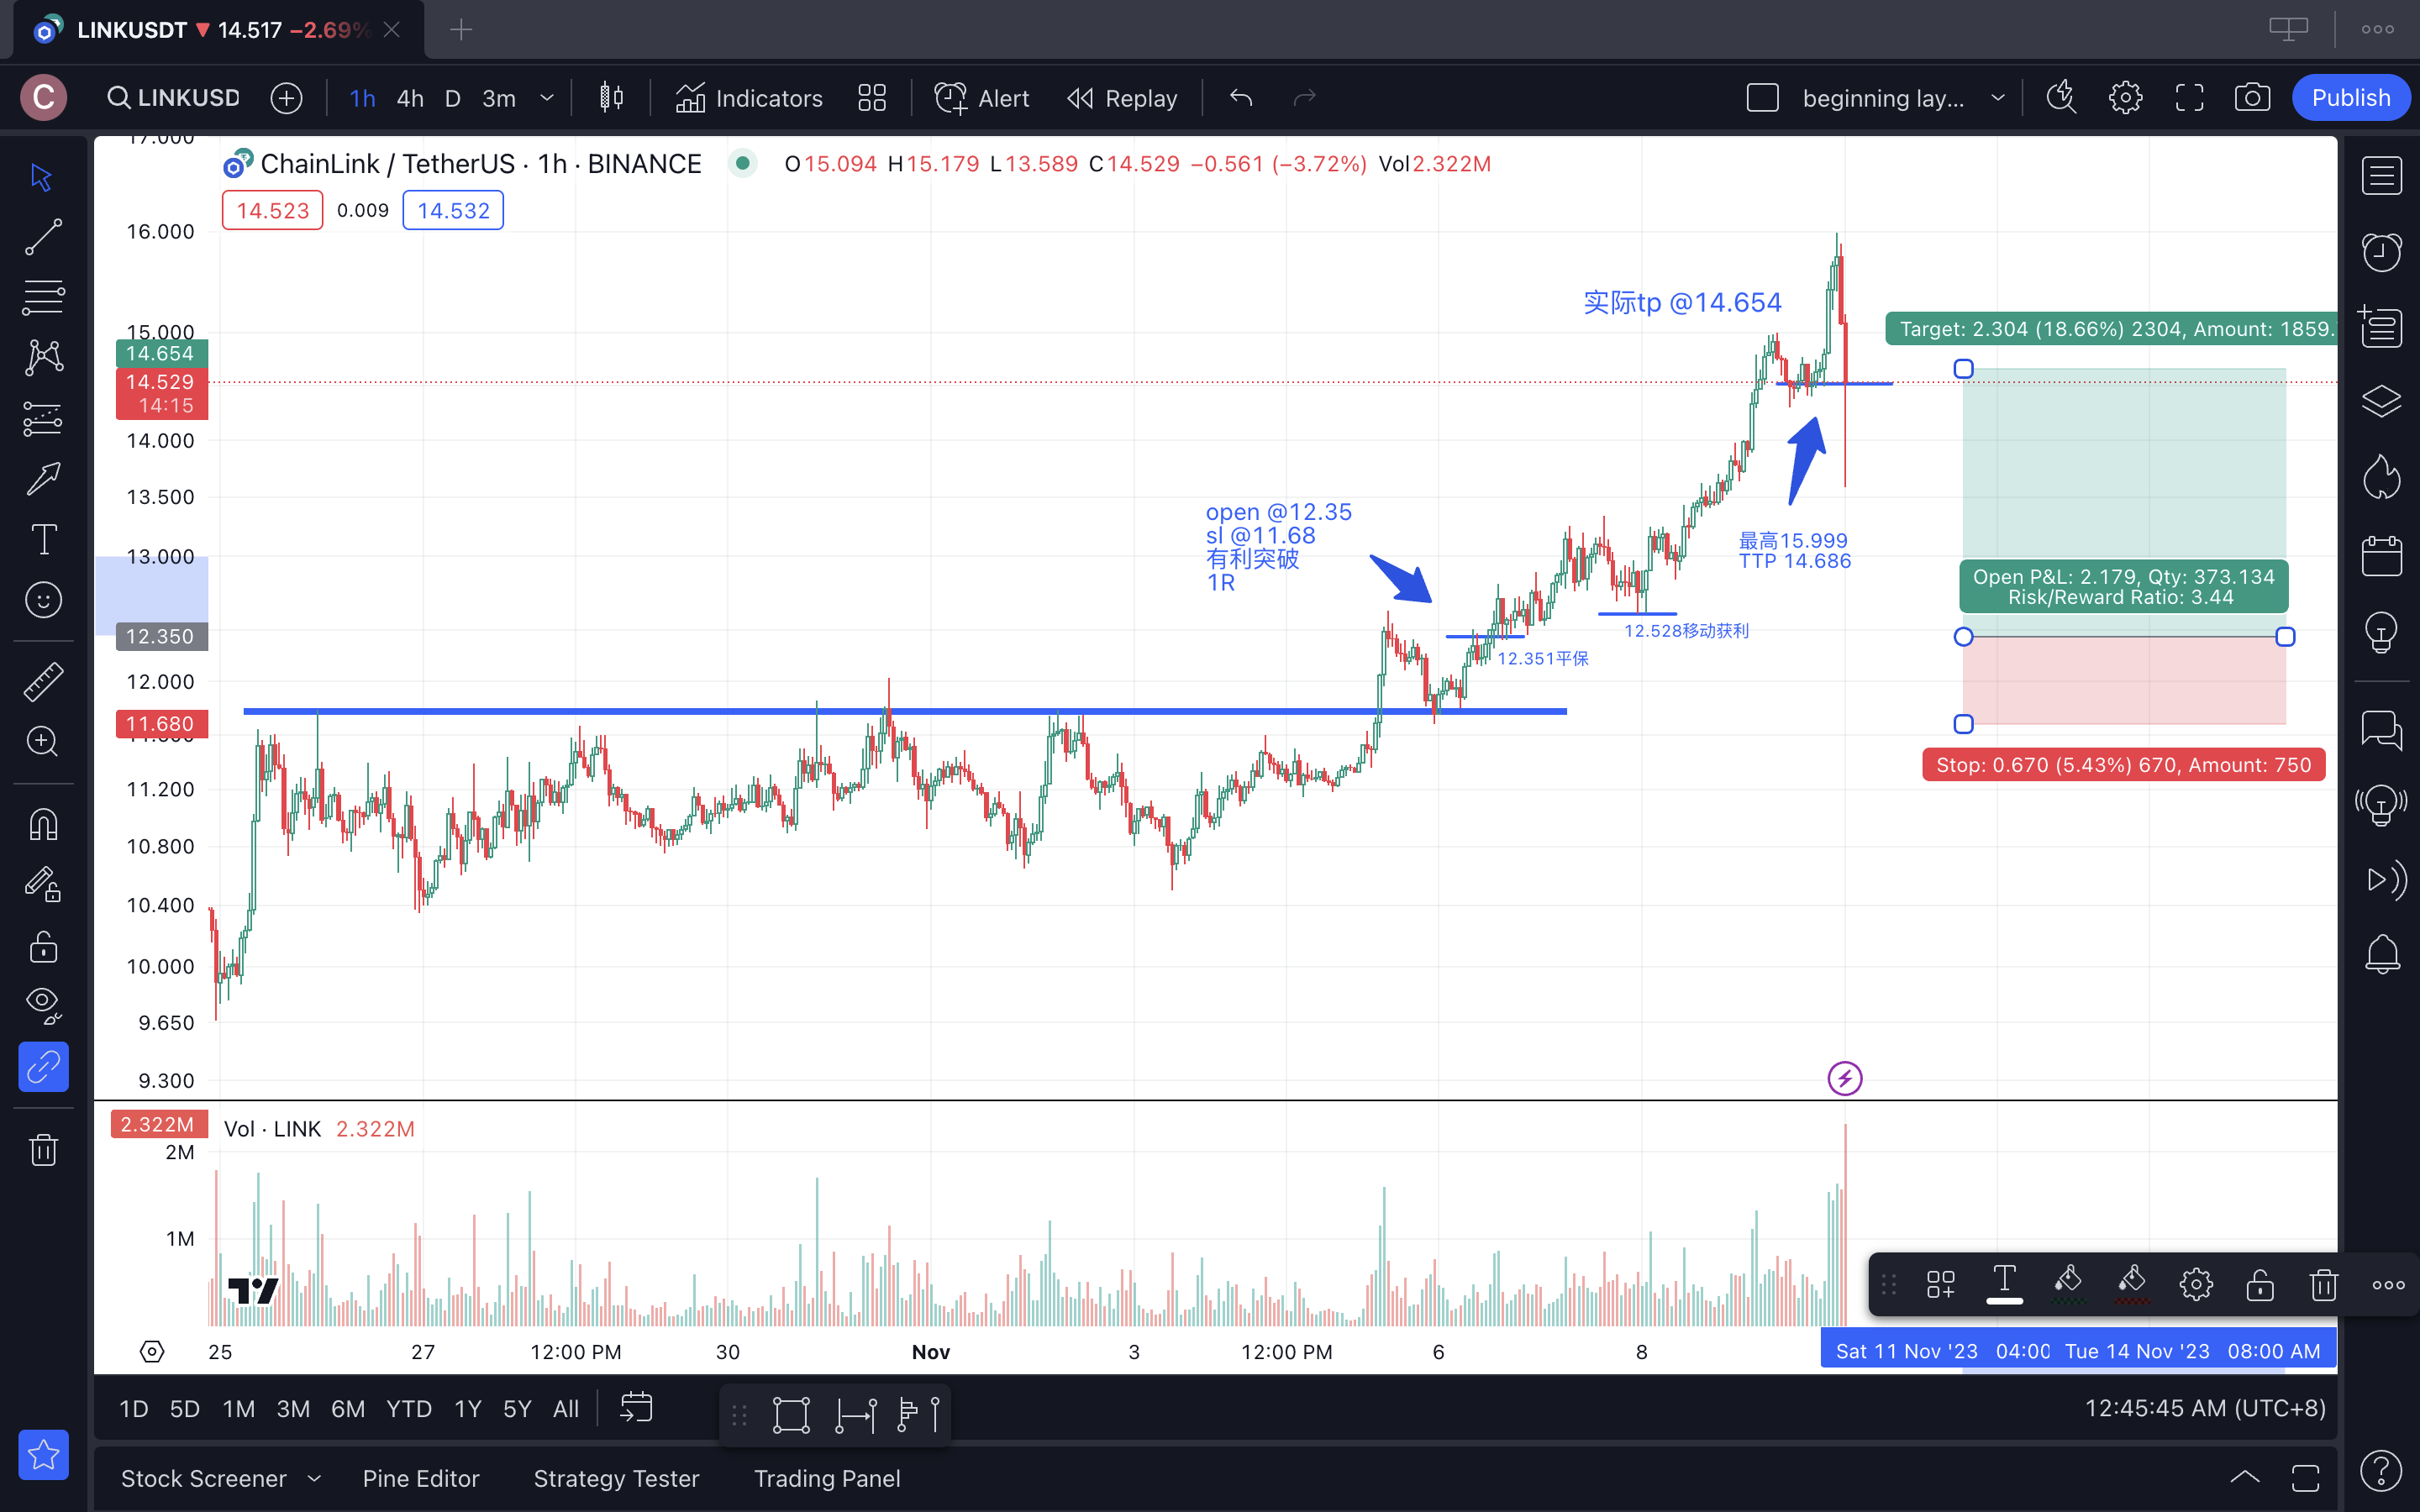 LINKUSDT ▼ 14.517 −2.69%
C
LINKUSD
1h 4h D 3m
Indicators
Alert
Replay
beginning lay...
Publish
ChainLink / TetherUS · 1h · BINANCE
O15.094 H15.179 L13.589 C14.529 −0.561 (−3.72%) Vol2.322M
14.523 0.009 14.532
17.000
16.000
15.000
14.654
14.529
14:15
14.000
13.500
13.000
12.350
12.000
11.680
11.600
11.200
10.800
10.400
10.000
9.650
9.300
实际tp @14.654
Target: 2.304 (18.66%) 2304, Amount: 1859.
open @12.35
sl @11.68
有利突破
1R
最高15.999
TTP 14.686
Open P&L: 2.179, Qty: 373.134
Risk/Reward Ratio: 3.44
12.528移动获利
12.351平保
Stop: 0.670 (5.43%) 670, Amount: 750
2.322M
Vol · LINK 2.322M
2M
1M
25 27 12:00 PM 30 Nov 3 12:00 PM 6 8
Sat 11 Nov '23 04:00 Tue 14 Nov '23 08:00 AM
1D 5D 1M 3M 6M YTD 1Y 5Y All
12:45:45 AM (UTC+8)
Stock Screener
Pine Editor
Strategy Tester
Trading Panel